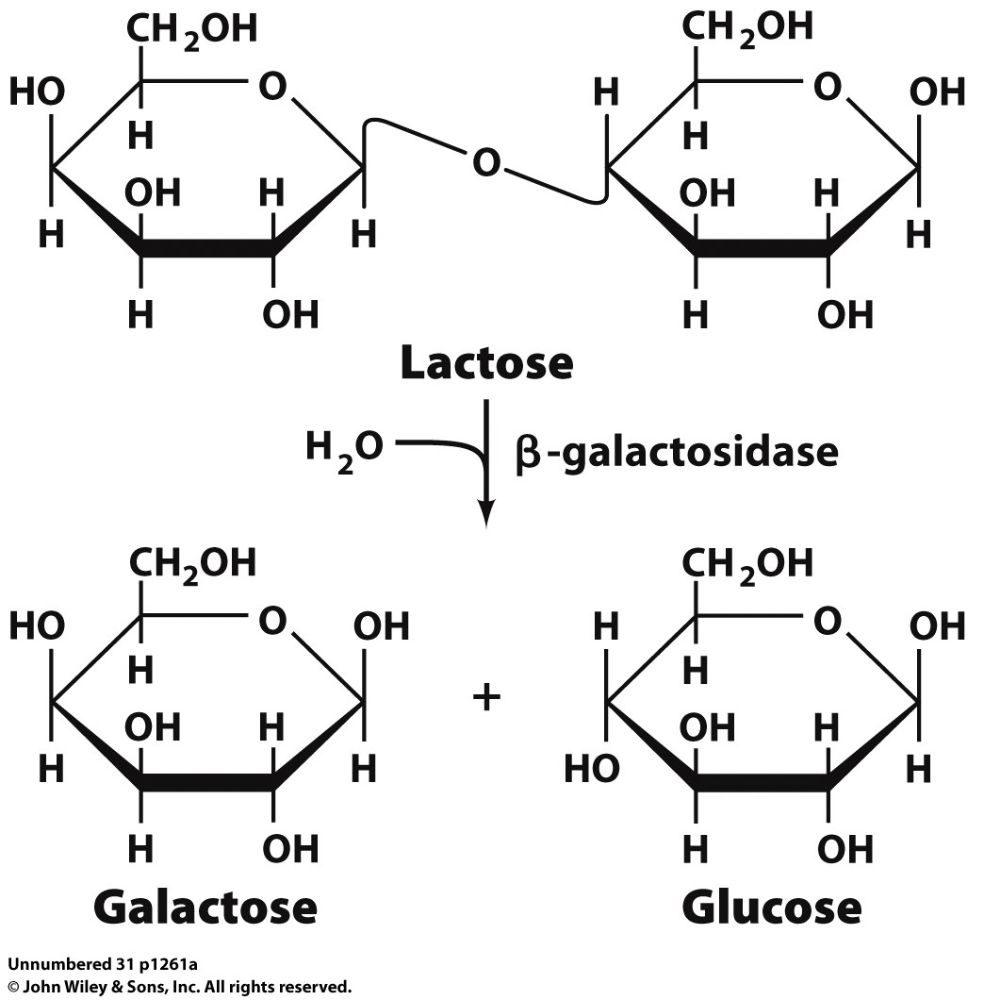 CH₂OH CH₂OH
HO O H O OH
H H
O
OH H OH H
H H H
H OH H OH
Lactose
H₂O β-galactosidase
CH₂OH CH₂OH
HO O OH H O OH
H H
+
OH H OH H
H H HO H
H OH H OH
Galactose Glucose
Unnumbered 31 p1261a
© John Wiley & Sons, Inc. All rights reserved.